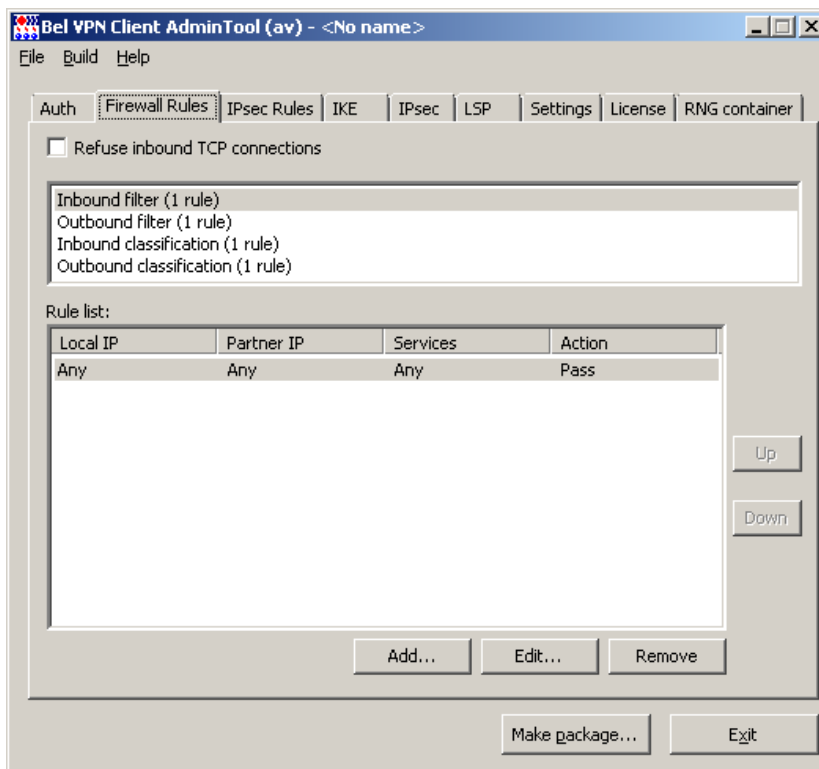 Bel VPN Client AdminTool (av) - <No name>
File Build Help
Auth Firewall Rules IPsec Rules IKE IPsec LSP Settings License RNG container
Refuse inbound TCP connections
Inbound filter (1 rule)
Outbound filter (1 rule)
Inbound classification (1 rule)
Outbound classification (1 rule)
Rule list:
Local IP Partner IP Services Action
Any Any Any Pass
Up
Down
Add... Edit... Remove
Make package... Exit